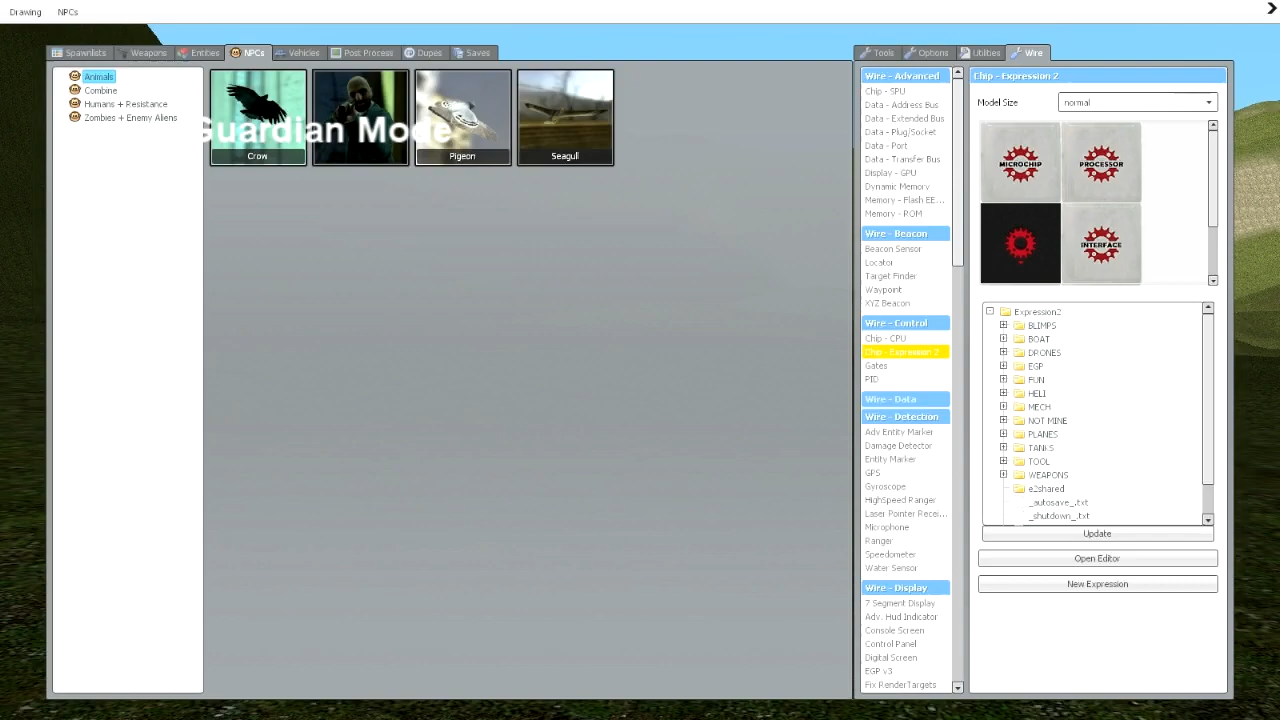 Drawing NPCs
Spawnlists Weapons Entities NPCs Vehicles Post Process Dupes Saves
Animals
Combine
Humans + Resistance
Zombies + Enemy Aliens
Guardian Mode
Crow Pigeon Seagull
Tools Options Utilities Wire
Wire - Advanced
Chip - SPU
Data - Address Bus
Data - Extended Bus
Data - Plug/Socket
Data - Port
Data - Transfer Bus
Display - GPU
Dynamic Memory
Memory - Flash EE...
Memory - ROM
Wire - Beacon
Beacon Sensor
Locator
Target Finder
Waypoint
XYZ Beacon
Wire - Control
Chip - CPU
Chip - Expression 2
Gates
PID
Wire - Data
Wire - Detection
Adv Entity Marker
Damage Detector
Entity Marker
GPS
Gyroscope
HighSpeed Ranger
Laser Pointer Recei...
Microphone
Ranger
Speedometer
Water Sensor
Wire - Display
7 Segment Display
Adv. Hud Indicator
Console Screen
Control Panel
Digital Screen
EGP v3
Fix RenderTargets
Chip - Expression 2
Model Size normal
MICROCHIP PROCESSOR
INTERFACE
Expression2
BLIMPS
BOAT
DRONES
EGP
FUN
HELI
MECH
NOT MINE
PLANES
TANKS
TOOL
WEAPONS
e2shared
_autosave_.txt
_shutdown_.txt
Update
Open Editor
New Expression